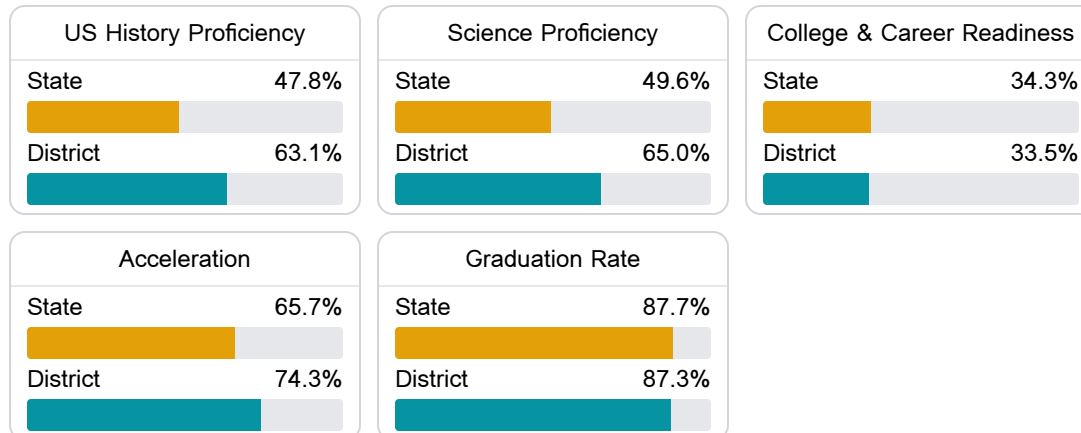 US History Proficiency
State 47.8%
District 63.1%
Science Proficiency
State 49.6%
District 65.0%
College & Career Readiness
State 34.3%
District 33.5%
Acceleration
State 65.7%
District 74.3%
Graduation Rate
State 87.7%
District 87.3%